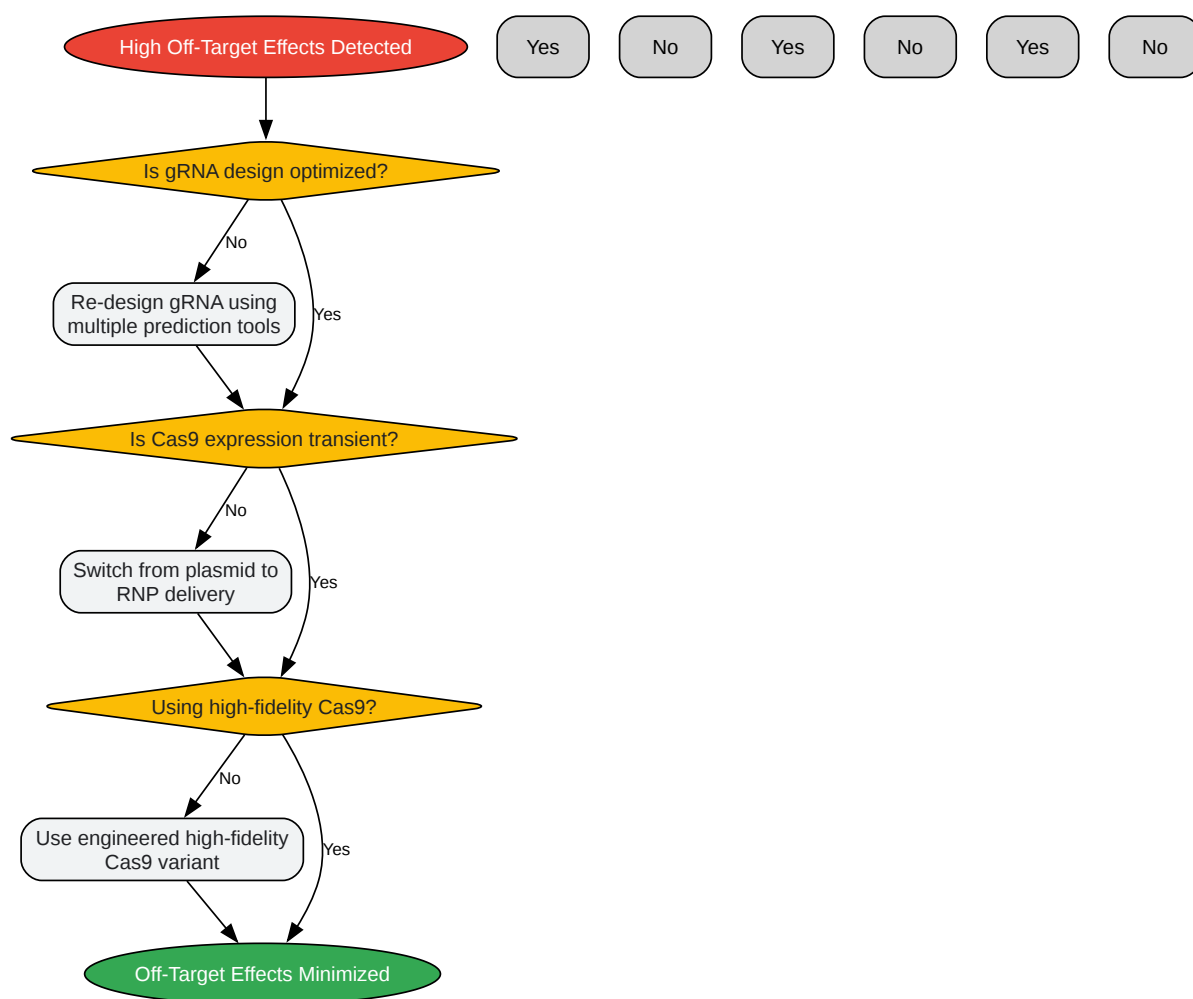 High Off-Target Effects Detected
Yes
No
Yes
No
Yes
No
Is gRNA design optimized?
No
Re-design gRNA using
multiple prediction tools
Yes
Is Cas9 expression transient?
No
Switch from plasmid to
RNP delivery
Yes
Using high-fidelity Cas9?
No
Use engineered high-fidelity
Cas9 variant
Yes
Off-Target Effects Minimized